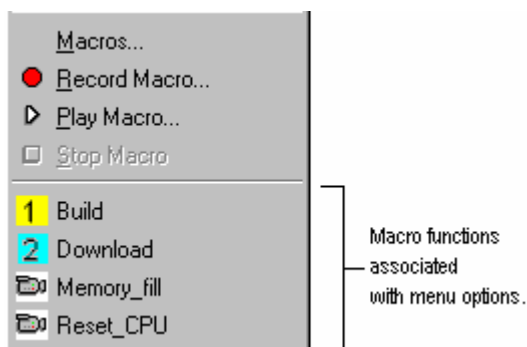 Macros...
Record Macro...
Play Macro...
Stop Macro
1 Build
2 Download
Memory_fill
Reset_CPU
Macro functions
associated
with menu options.